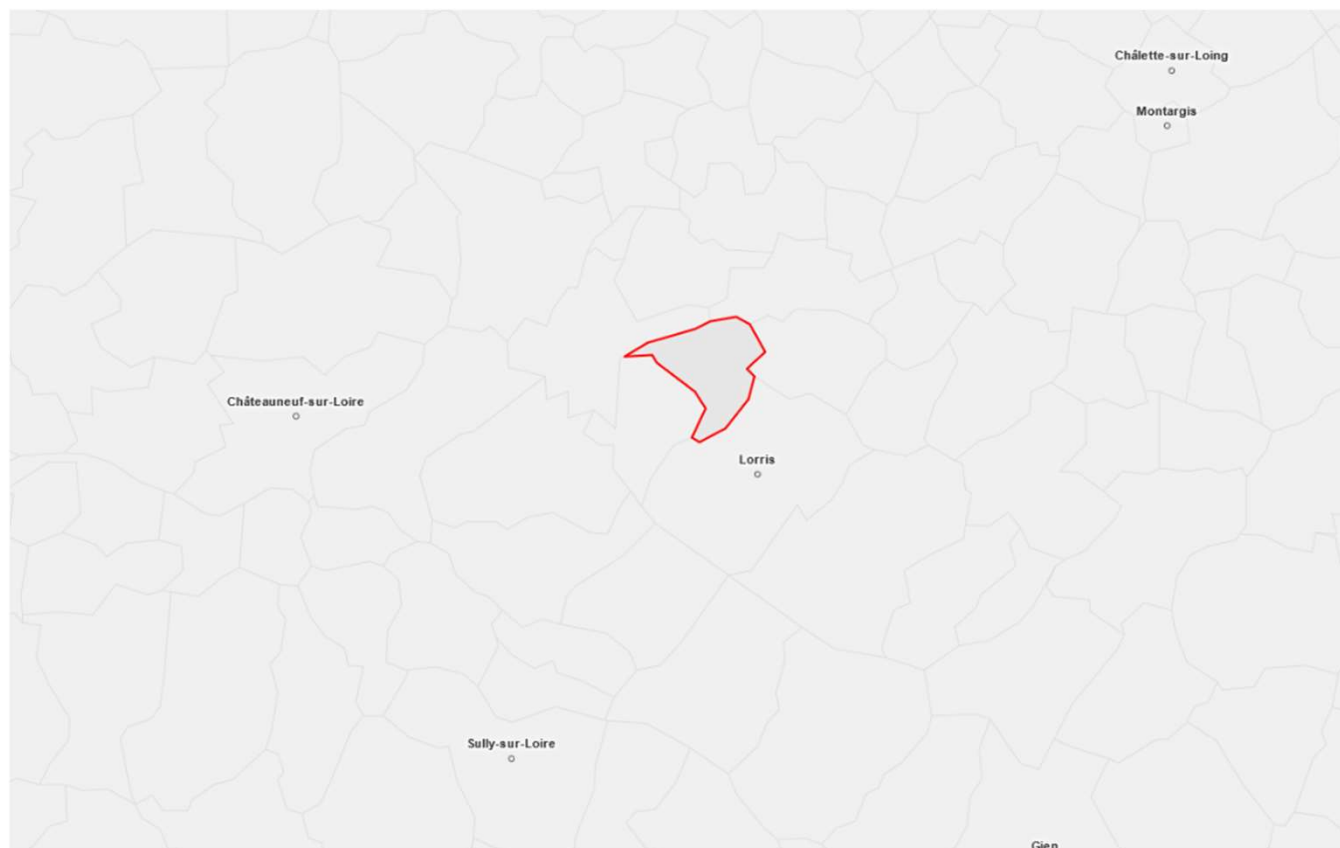 Châlette-sur-Loing
Montargis
Châteauneuf-sur-Loire
Lorris
Sully-sur-Loire
Gien